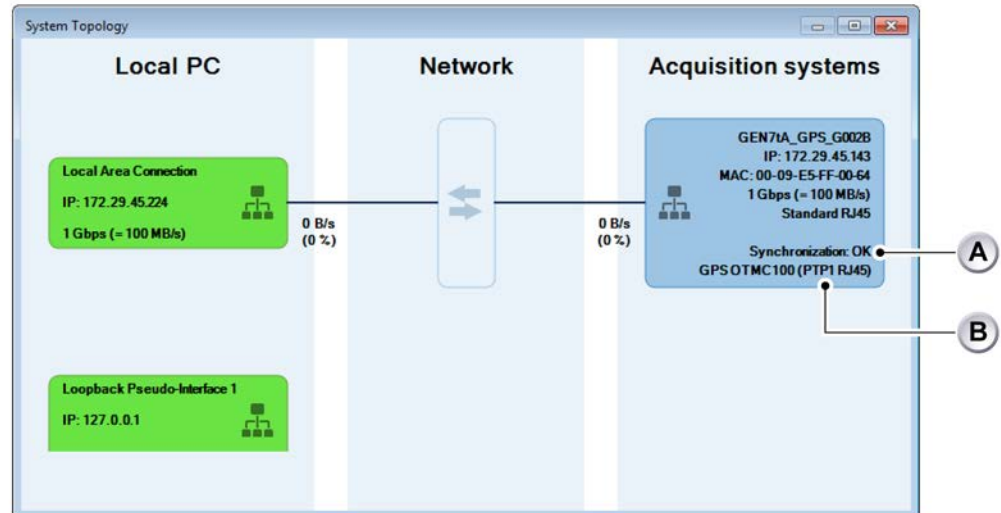 System Topology
Local PC
Network
Acquisition systems
Local Area Connection
IP: 172.29.45.224
1 Gbps (= 100 MB/s)
0 B/s
(0 %)
0 B/s
(0 %)
GEN7tA_GPS_G002B
IP: 172.29.45.143
MAC: 00-09-E5-FF-00-64
1 Gbps (= 100 MB/s)
Standard RJ45
Synchronization: OK
GPS OTMC100 (PTP1 RJ45)
A
B
Loopback Pseudo-Interface 1
IP: 127.0.0.1